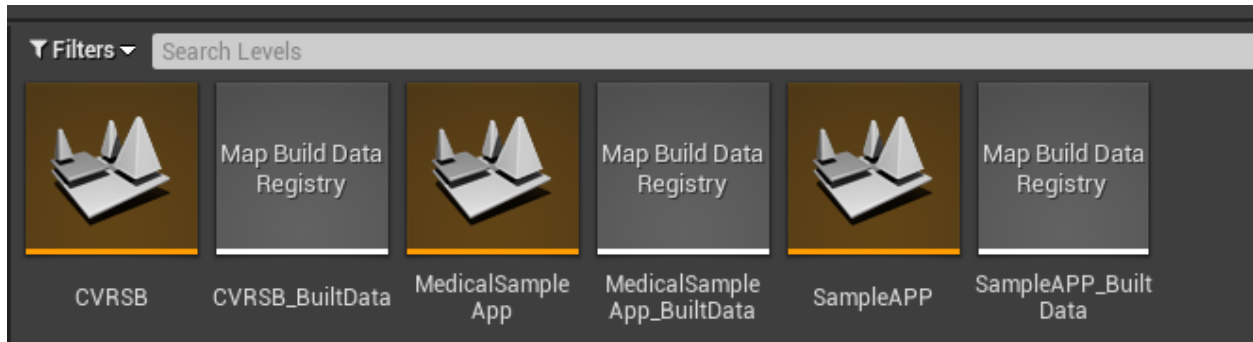 Filters
Search Levels
Map Build Data
Registry
Map Build Data
Registry
Map Build Data
Registry
CVRSB
CVRSB_BuiltData
MedicalSample
App
MedicalSample
App_BuiltData
SampleAPP
SampleAPP_Built
Data